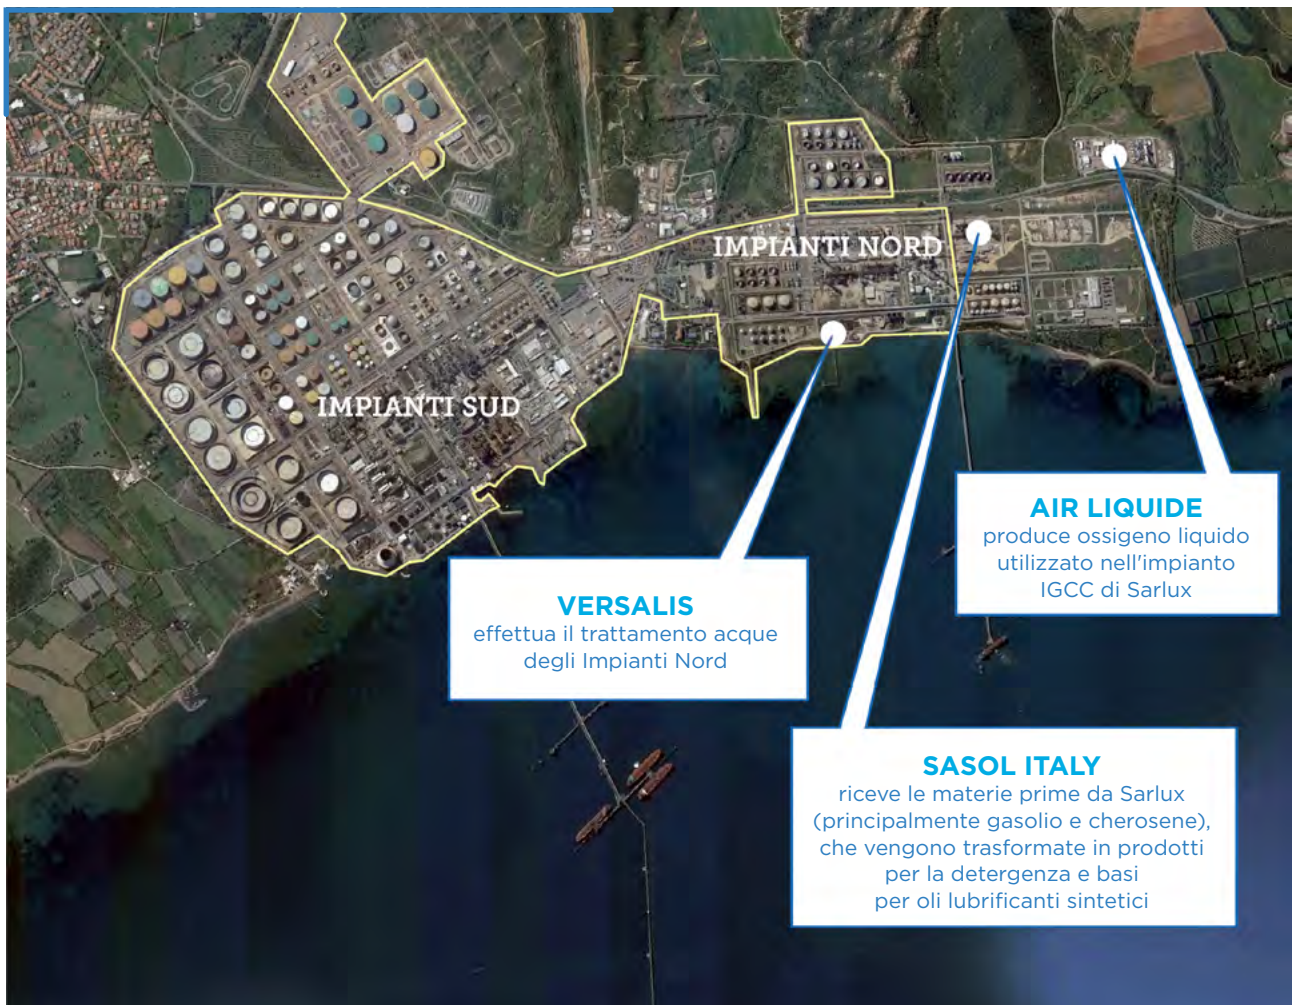 IMPIANTI NORD
IMPIANTI SUD
AIR LIQUIDE
produce ossigeno liquido
utilizzato nell'impianto
IGCC di Sarlux
VERSALIS
effettua il trattamento acque
degli Impianti Nord
SASOL ITALY
riceve le materie prime da Sarlux
(principalmente gasolio e cherosene),
che vengono trasformate in prodotti
per la detergenza e basi
per oli lubrificanti sintetici